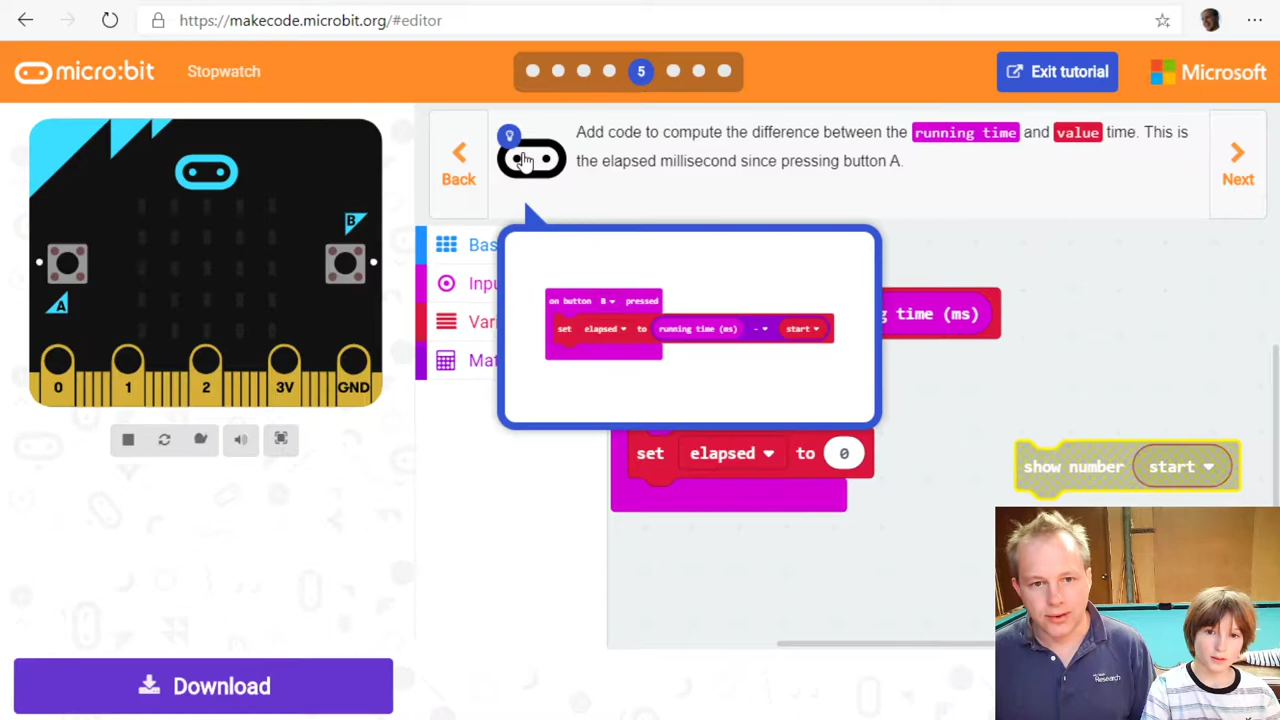 https://makecode.microbit.org/#editor
micro:bit
Stopwatch
5
Exit tutorial
Microsoft
Back
Add code to compute the difference between the running time and value time. This is
the elapsed millisecond since pressing button A.
Next
B
A
0 1 2 3V GND
Download
Bas
Inpu
Vari
Mat
on button B pressed
set elapsed to running time (ms) - start
g time (ms)
set elapsed to 0
show number start
Research